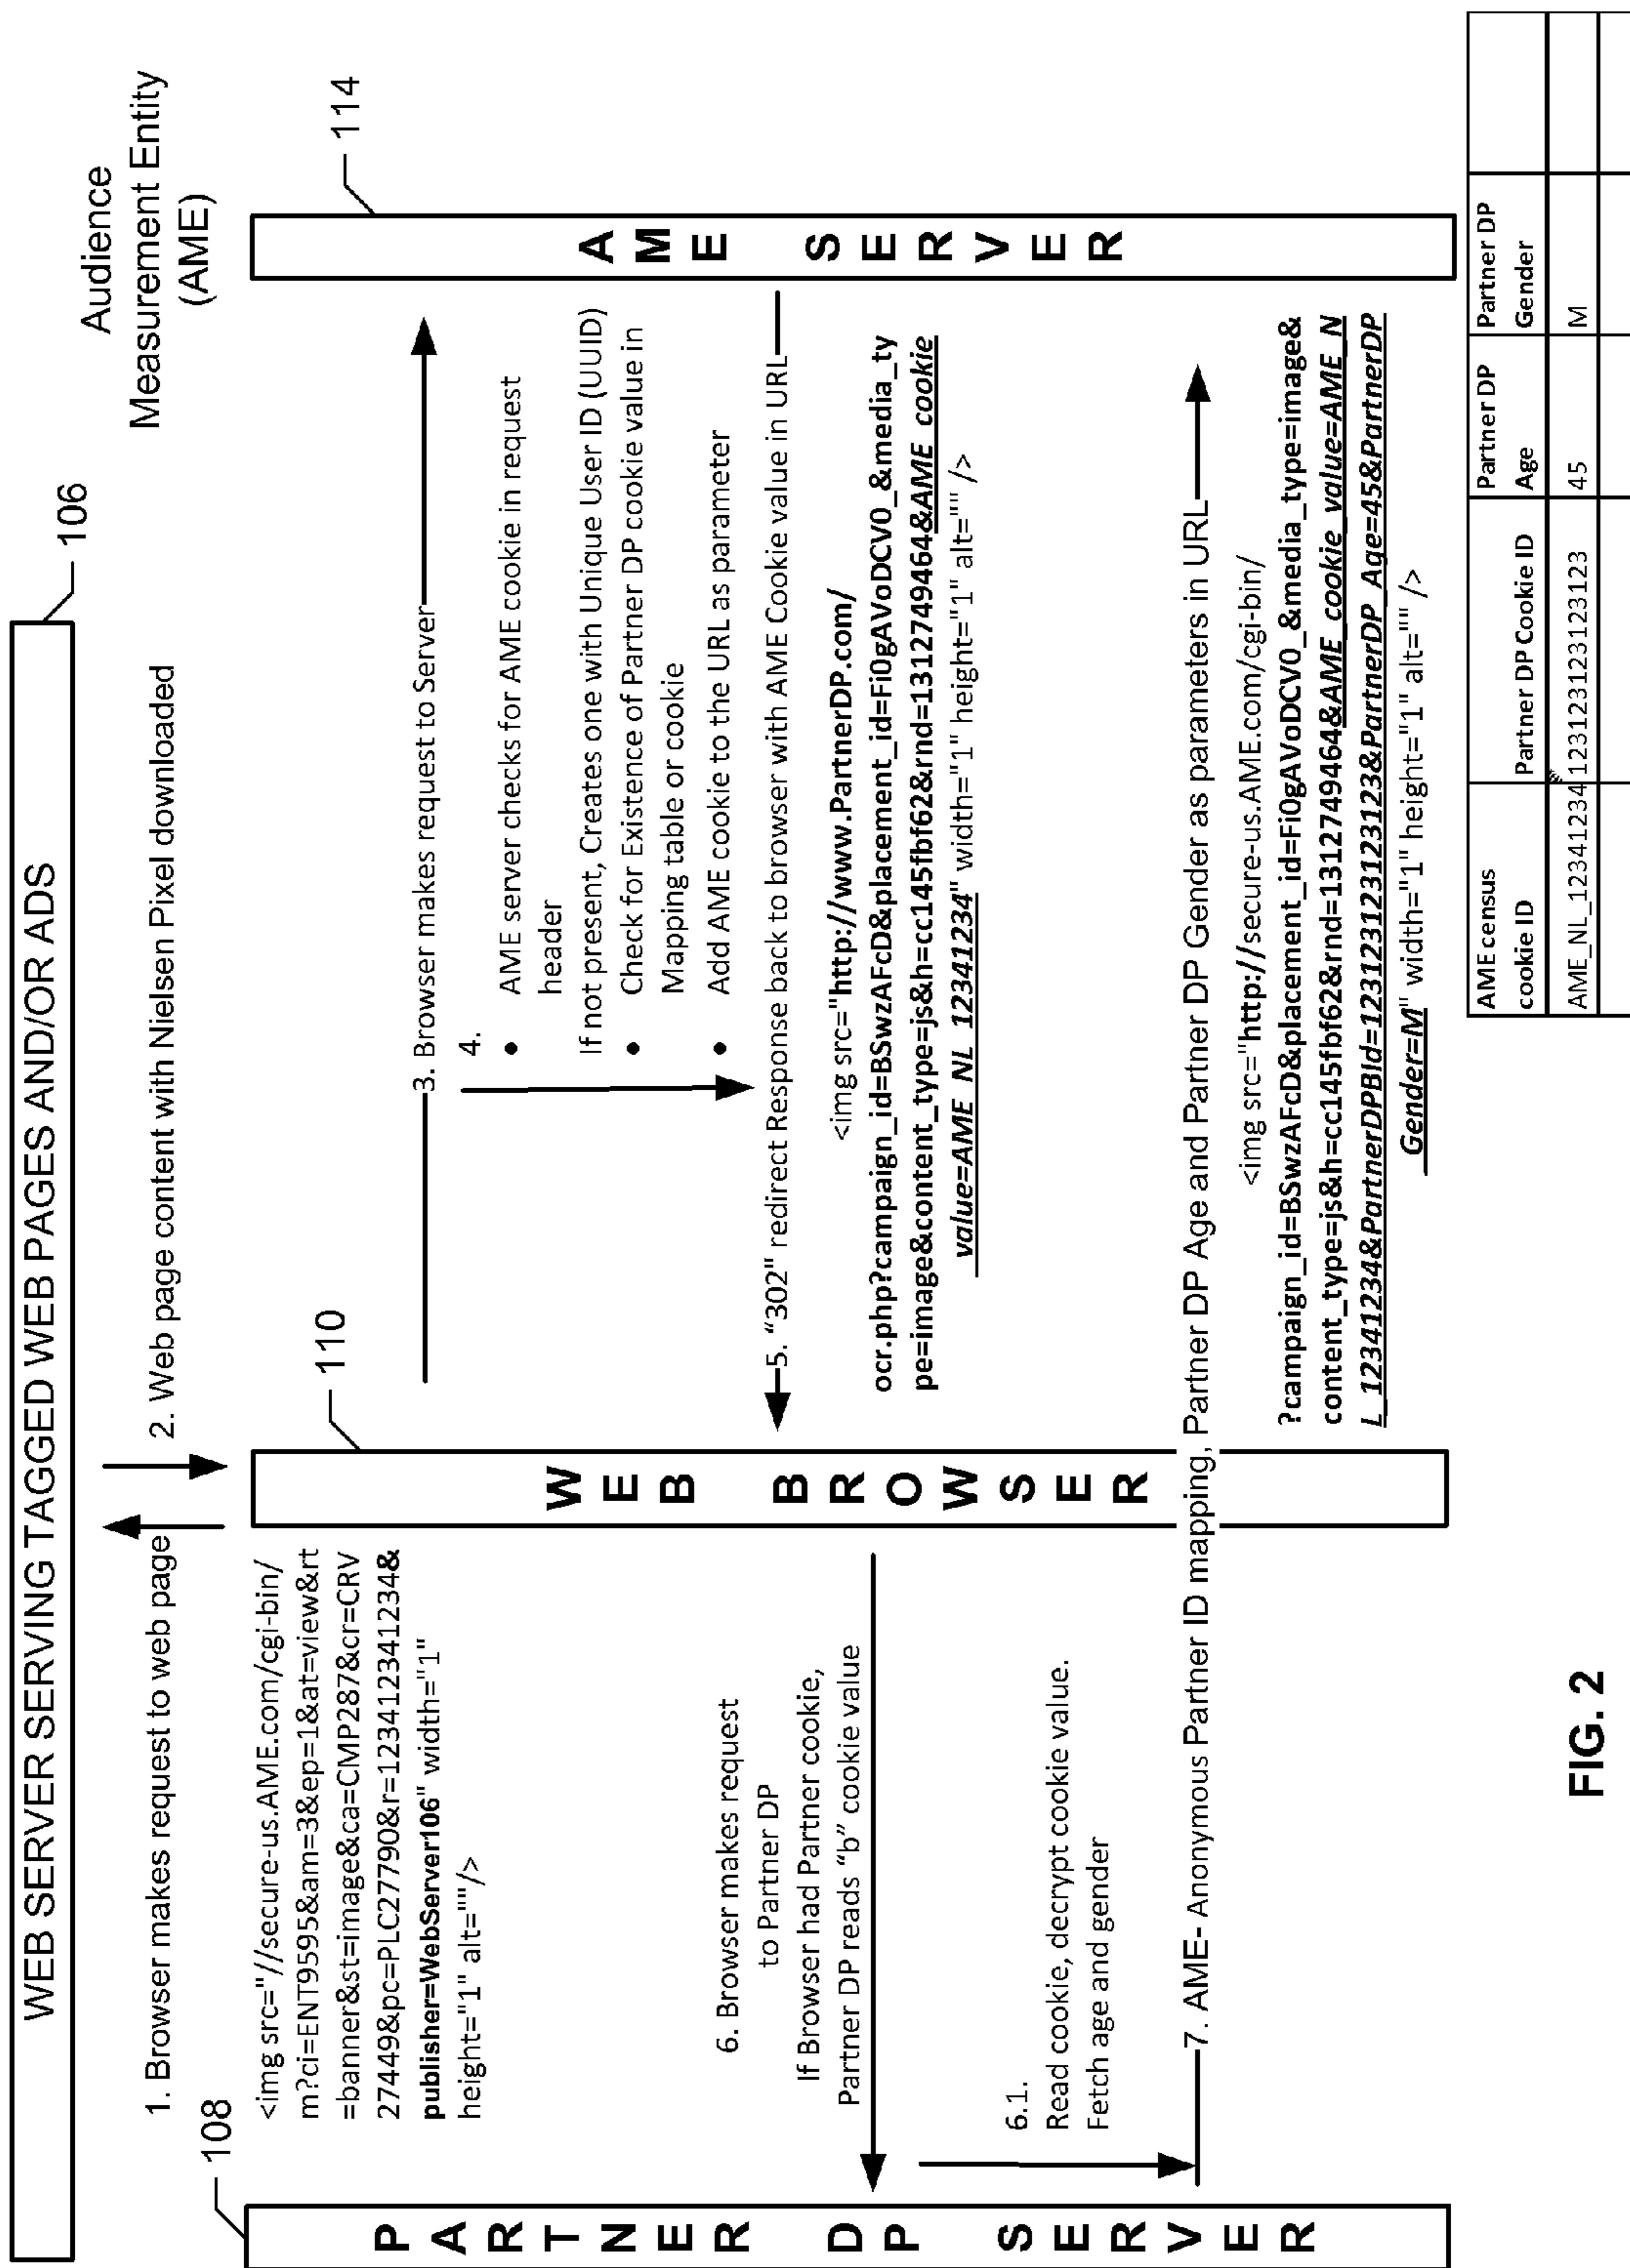 WEB SERVER SERVING TAGGED WEB PAGES AND/OR ADS
106
1. Browser makes request to web page
2. Web page content with Nielsen Pixel downloaded
Audience
Measurement Entity
(AME)
108
110
114
PARTNER DP SERVER
WEB BROWSER
AME SERVER
<img src="//secure-us.AME.com/cgi-bin/
m?ci=ENT9595&am=3&ep=1&at=view&rt
=banner&st=image&ca=CMP287&cr=CRV
27449&pc=PLC27790&r=12341234123 4&
publisher=WebServer106" width="1"
height="1" alt=""/>
3. Browser makes request to Server
4.
• AME server checks for AME cookie in request
header
If not present, Creates one with Unique User ID (UUID)
• Check for Existence of Partner DP cookie value in
Mapping table or cookie
• Add AME cookie to the URL as parameter
5. “302" redirect Response back to browser with AME Cookie value in URL
<img src="http://www.PartnerDP.com/
ocr.php?campaign_id=BSwzAFcD&placement_id=Fi0gAVoDCV0_&media_ty
pe=image&content_type=js&h=cc145fbf62&rnd=1312749464&AME_cookie
_value=AME_NL_12341234" width="1" height="1" alt="" />
6. Browser makes request
to Partner DP
If Browser had Partner cookie,
Partner DP reads “b” cookie value
6.1.
Read cookie, decrypt cookie value.
Fetch age and gender
7. AME- Anonymous Partner ID mapping, Partner DP Age and Partner DP Gender as parameters in URL
<img src="http://secure-us.AME.com/cgi-bin/
?campaign_id=BSwzAFcD&placement_id=Fi0gAVoDCV0_&media_type=image&
content_type=js&h=cc145fbf62&rnd=1312749464&AME_cookie_value=AME_N
L_12341234&PartnerDPBId=123123123123123&PartnerDP_Age=45&PartnerDP
_Gender=M" width="1" height="1" alt="" />
AME census
cookie ID
Partner DP Cookie ID
Partner DP
Age
Partner DP
Gender
AME_NL_12341234
123123123123123
45
M
FIG. 2